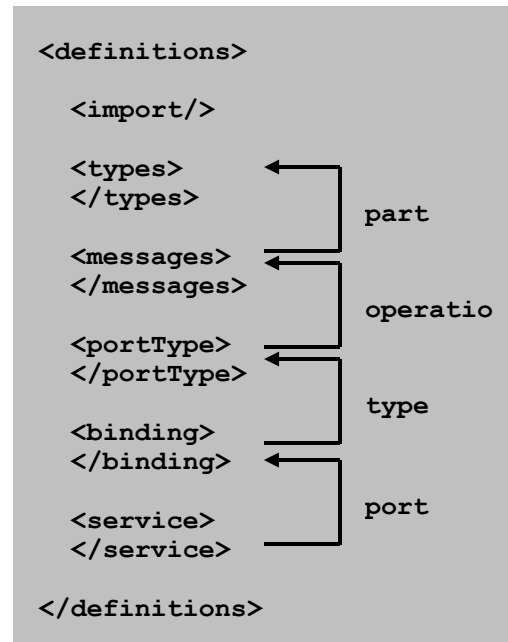 <definitions>
<import/>
<types>
</types>
part
<messages>
</messages>
operatio
<portType>
</portType>
type
<binding>
</binding>
port
<service>
</service>
</definitions>